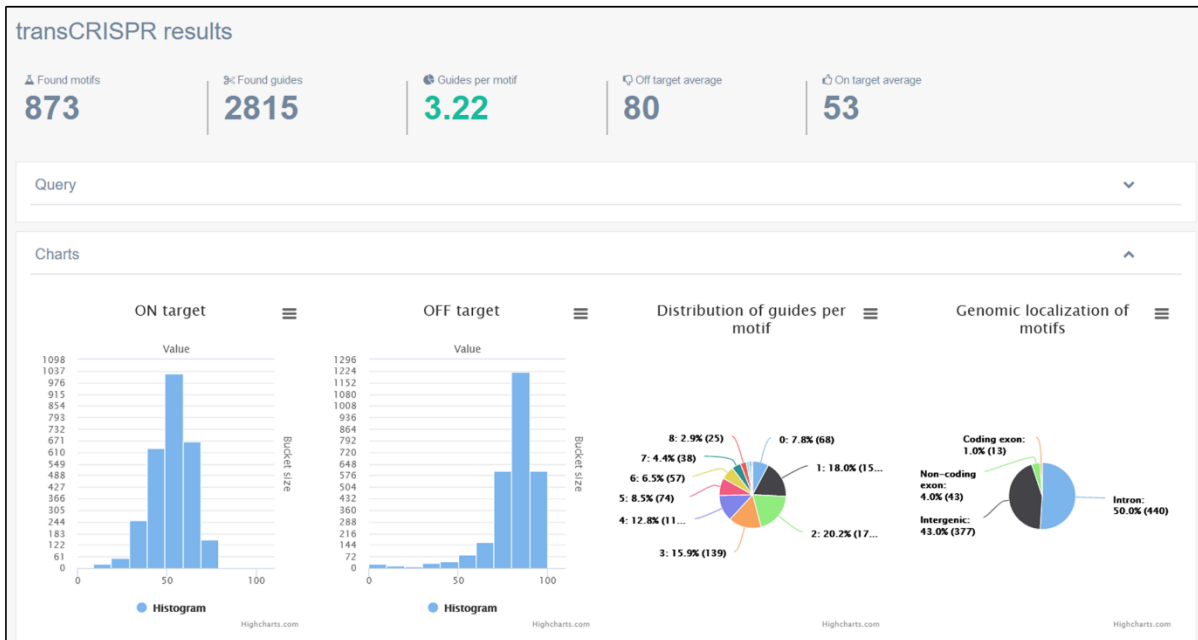 transCRISPR results
Found motifs
873
Found guides
2815
Guides per motif
3.22
Off target average
80
On target average
53
Query
Charts
ON target
Value
1098
1037
976
915
854
793
732
671
610
549
488
427
366
305
244
183
122
61
0
0
50
100
Bucket size
Histogram
Highcharts.com
OFF target
Value
1296
1224
1152
1080
1008
936
864
792
720
648
576
504
432
360
288
216
144
72
0
0
50
100
Bucket size
Histogram
Highcharts.com
Distribution of guides per
motif
8: 2.9% (25)
7: 4.4% (38)
6: 6.5% (57)
5: 8.5% (74)
4: 12.8% (11...
3: 15.9% (139)
0: 7.8% (68)
1: 18.0% (15...
2: 20.2% (17...
Highcharts.com
Genomic localization of
motifs
Coding exon:
1.0% (13)
Non-coding
exon:
4.0% (43)
Intergenic:
43.0% (377)
Intron:
50.0% (440)
Highcharts.com